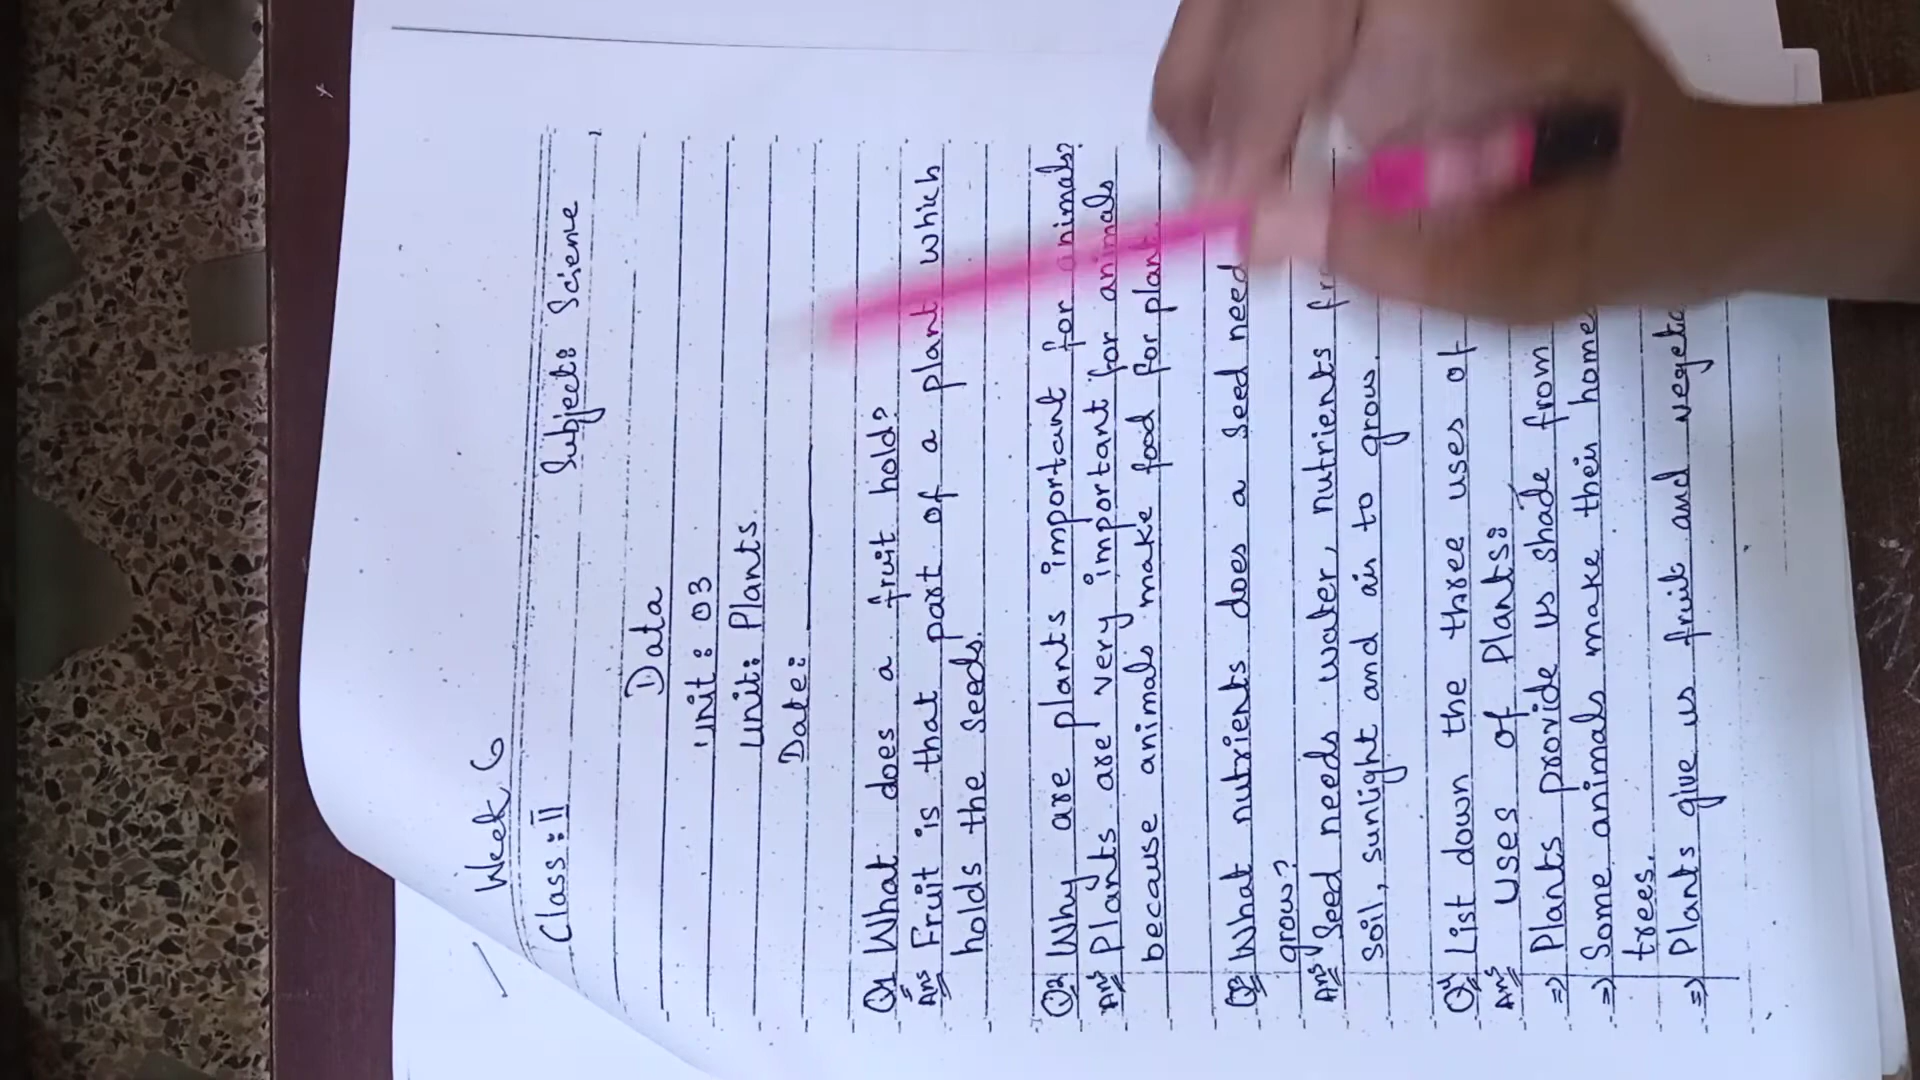 Week 6
Class: II Subject: Science
Data
Unit: 03
Unit: Plants.
Date:
Q1 What does a fruit hold?
Ans Fruit is that part of a plant which
holds the seeds.
Q2 Why are plants important for animals?
Ans Plants are very important for animals
because animals make food for plant
Q3 What nutrients does a seed need
grow?
Ans Seed needs water, nutrients
soil, sunlight and air to grow.
Q4 List down the three uses of
Ans Uses of Plants:
=> Plants provide us shade from
=> Some animals make their home
trees.
=> Plants give us fruit and